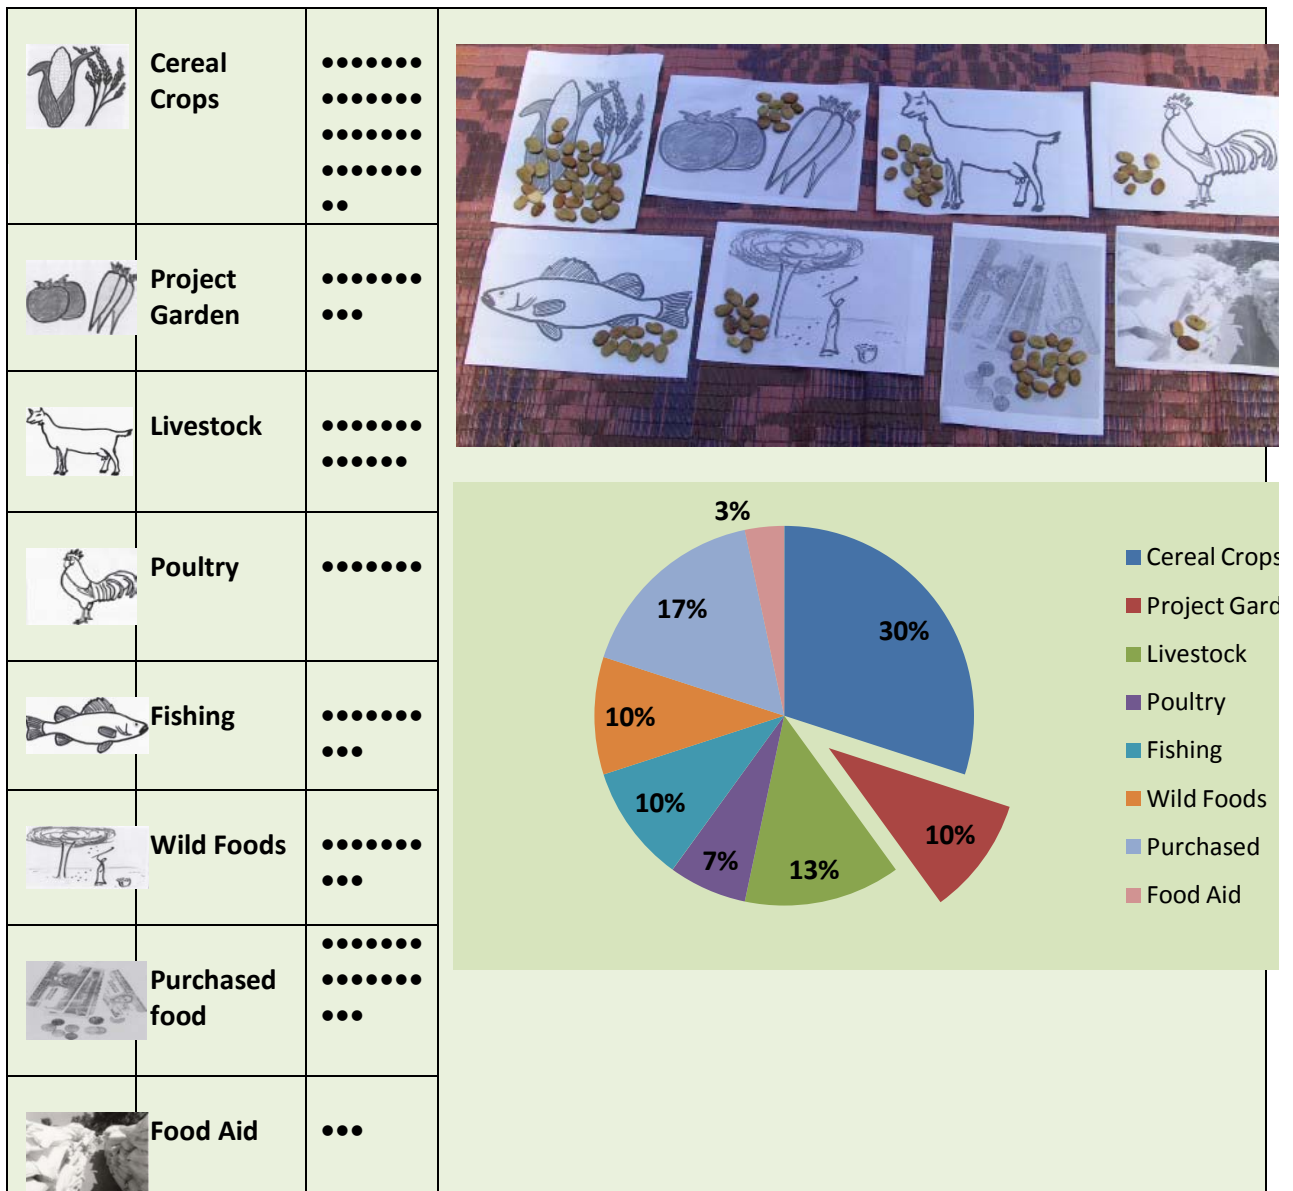 Cereal
Crops
●●●●●●●
●●●●●●●
●●●●●●●
●●●●●●●
●●
Project
Garden
●●●●●●●
●●●
Livestock
●●●●●●●
●●●●●●
Poultry
●●●●●●●
Fishing
●●●●●●●
●●●
Wild Foods
●●●●●●●
●●●
Purchased
food
●●●●●●●
●●●●●●●
●●●
Food Aid
●●●
3%
17%
30%
10%
10%
10%
7%
13%
Cereal Crops
Project Gard
Livestock
Poultry
Fishing
Wild Foods
Purchased
Food Aid